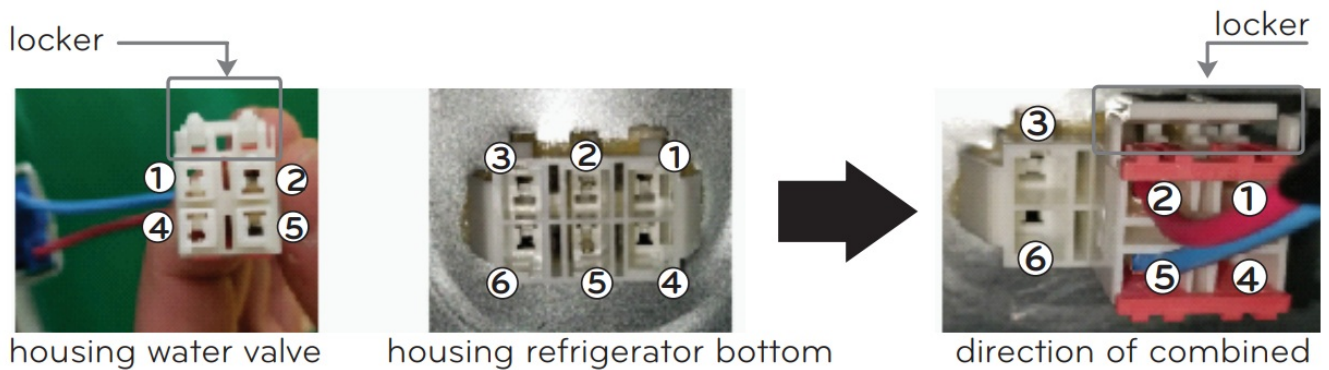 locker
locker
① ②
④ ⑤
③ ② ①
⑥ ⑤ ④
③
② ①
⑥ ⑤ ④
housing water valve
housing refrigerator bottom
direction of combined